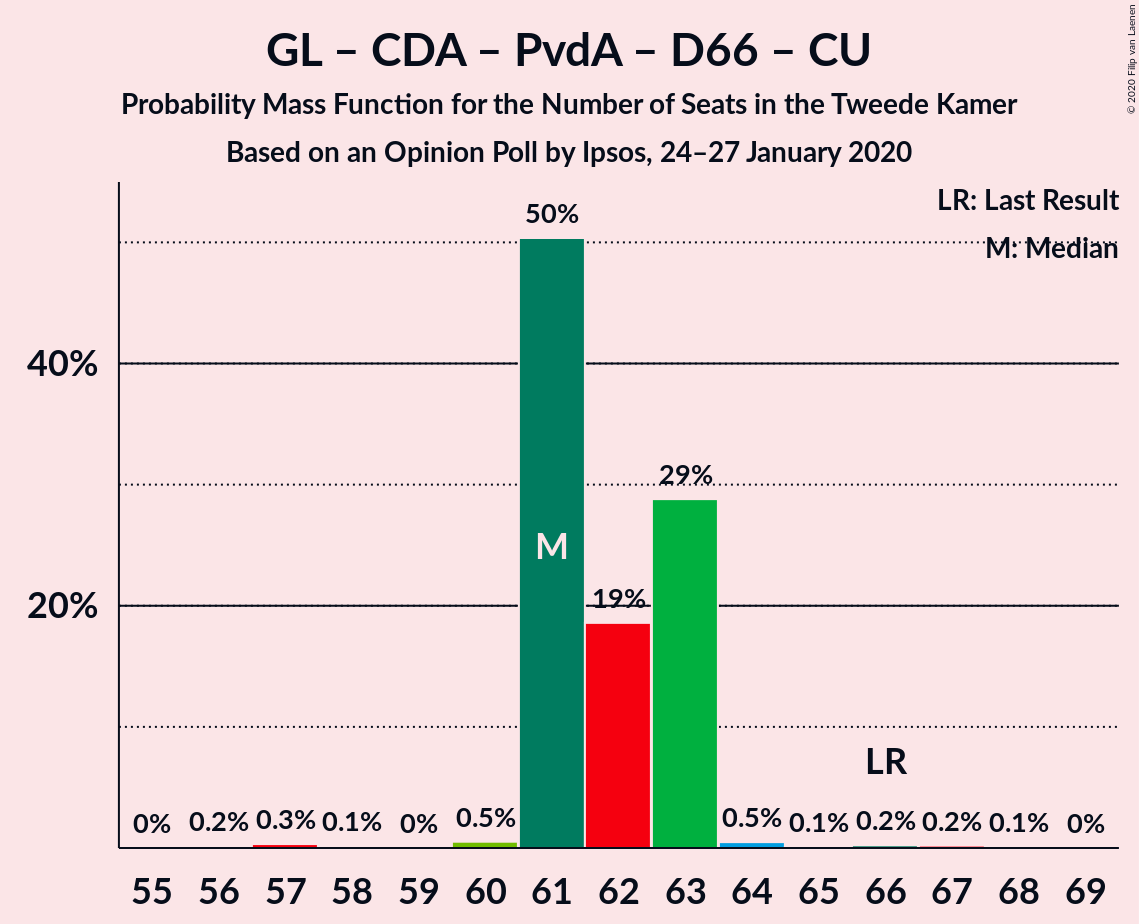 GL – CDA – PvdA – D66 – CU
Probability Mass Function for the Number of Seats in the Tweede Kamer
Based on an Opinion Poll by Ipsos, 24–27 January 2020
© 2020 Filip van Laenen
LR: Last Result
M: Median
50%
40%
29%
M
20%
19%
LR
0% 0.2% 0.3% 0.1% 0% 0.5% 0.5% 0.1% 0.2% 0.2% 0.1% 0%
55 56 57 58 59 60 61 62 63 64 65 66 67 68 69